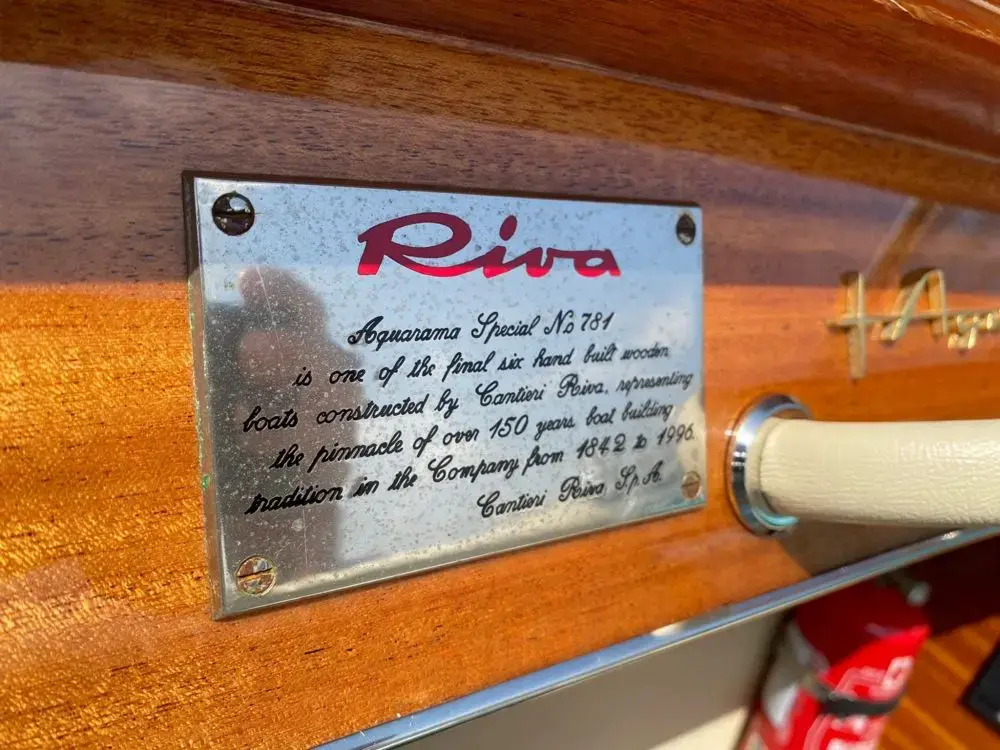 Riva
Aquarama Special No 781
is one of the final six hand built wooden
boats constructed by Cantieri Riva, representing
the pinnacle of over 150 years boat building
tradition in the Company from 1842 to 1996.
Cantieri Riva S.p.A.